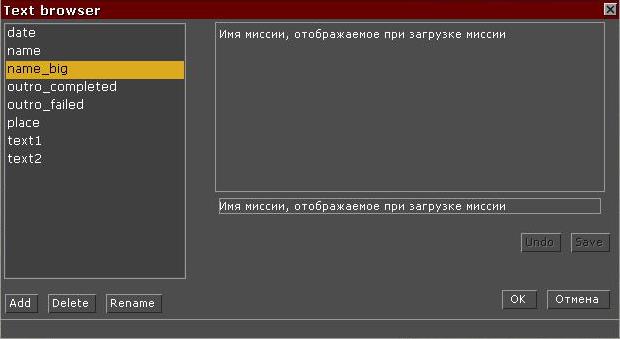 Text browser
date
name
name_big
outro_completed
outro_failed
place
text1
text2
Имя миссии, отображаемое при загрузке миссии
Имя миссии, отображаемое при загрузке миссии
Undo
Save
Add
Delete
Rename
OK
Отмена